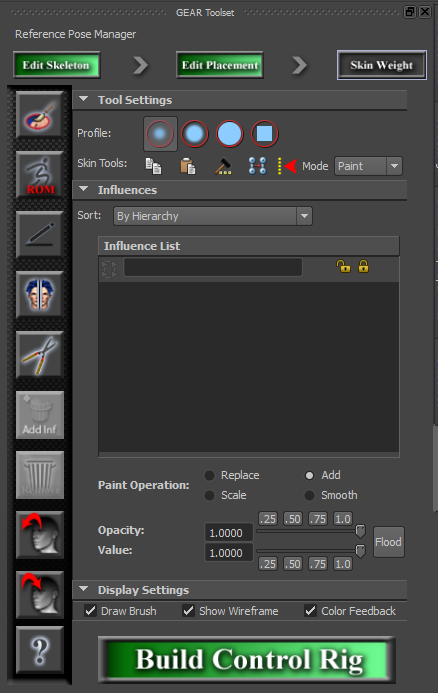 GEAR Toolset
Reference Pose Manager
Edit Skeleton Edit Placement Skin Weight
Tool Settings
Profile:
Skin Tools: Mode Paint
ROM
Influences
Sort: By Hierarchy
Influence List
Add Inf
Paint Operation: Replace Add
Scale Smooth
.25 .50 .75 1.0
Opacity: 1.0000
Flood
Value: 1.0000
.25 .50 .75 1.0
Display Settings
Draw Brush Show Wireframe Color Feedback
?
Build Control Rig